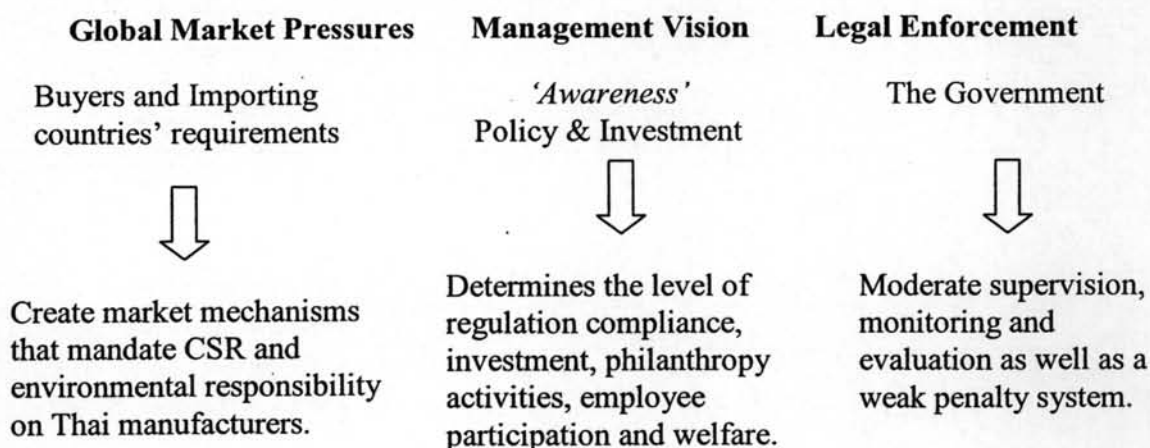 Global Market Pressures
Buyers and Importing
countries' requirements
Create market mechanisms
that mandate CSR and
environmental responsibility
on Thai manufacturers.
Management Vision
'Awareness'
Policy & Investment
Determines the level of
regulation compliance,
investment, philanthropy
activities, employee
participation and welfare.
Legal Enforcement
The Government
Moderate supervision,
monitoring and
evaluation as well as a
weak penalty system.